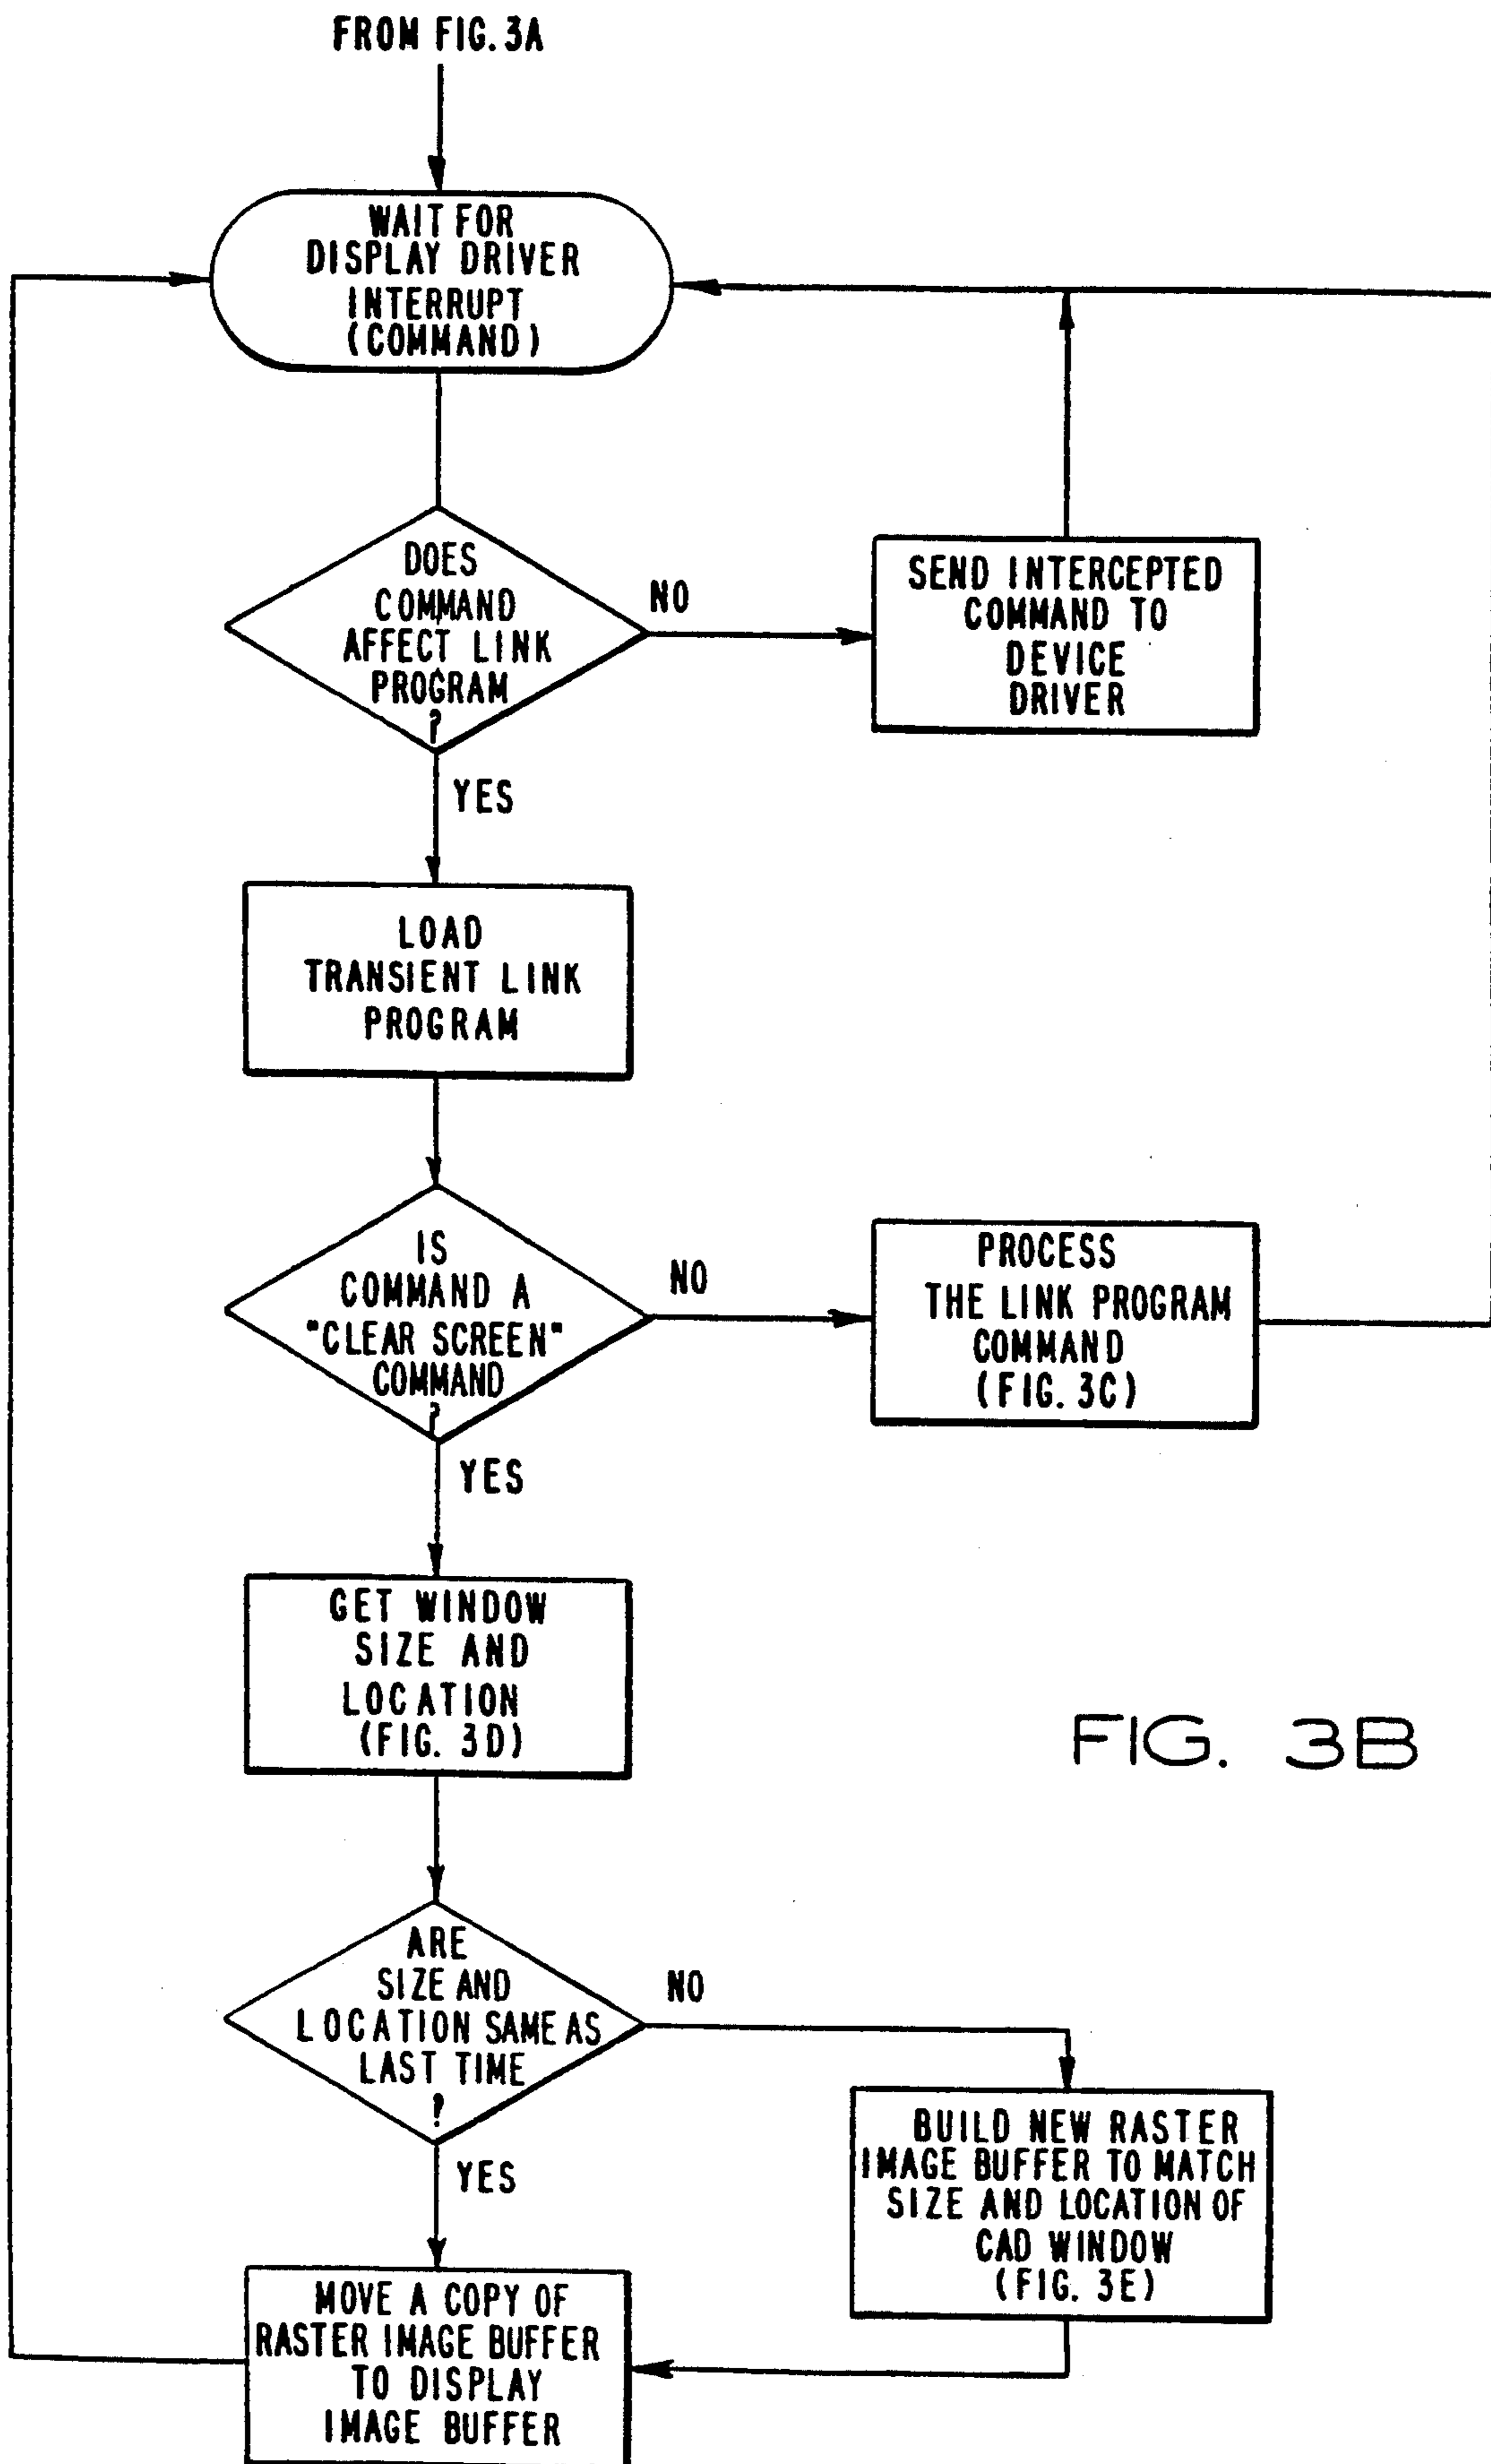 FROM FIG. 3A
WAIT FOR
DISPLAY DRIVER
INTERRUPT
(COMMAND)
DOES
COMMAND
AFFECT LINK
PROGRAM
?
NO
SEND INTERCEPTED
COMMAND TO
DEVICE
DRIVER
YES
LOAD
TRANSIENT LINK
PROGRAM
IS
COMMAND A
"CLEAR SCREEN"
COMMAND
?
NO
PROCESS
THE LINK PROGRAM
COMMAND
(FIG. 3C)
YES
GET WINDOW
SIZE AND
LOCATION
(FIG. 3D)
FIG. 3B
ARE
SIZE AND
LOCATION SAME AS
LAST TIME
?
NO
BUILD NEW RASTER
IMAGE BUFFER TO MATCH
SIZE AND LOCATION OF
CAD WINDOW
(FIG. 3E)
YES
MOVE A COPY OF
RASTER IMAGE BUFFER
TO DISPLAY
IMAGE BUFFER